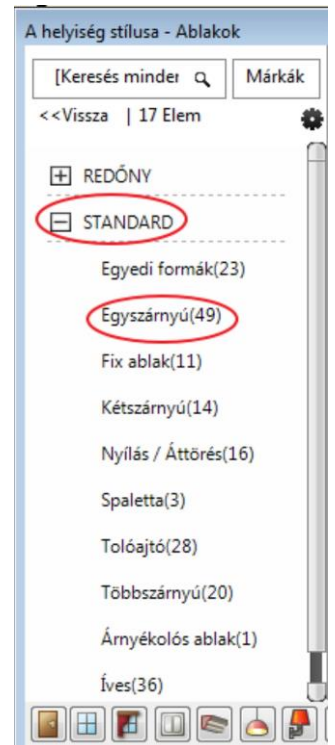 A helyiség stílusa - Ablakok
[Keresés minder
Márkák
<<Vissza | 17 Elem
REDŐNY
STANDARD
Egyedi formák(23)
Egyszárnyú(49)
Fix ablak(11)
Kétszárnyú(14)
Nyílás / Áttörés(16)
Spaletta(3)
Tolóajtó(28)
Többszárnyú(20)
Árnyékolós ablak(1)
Íves(36)